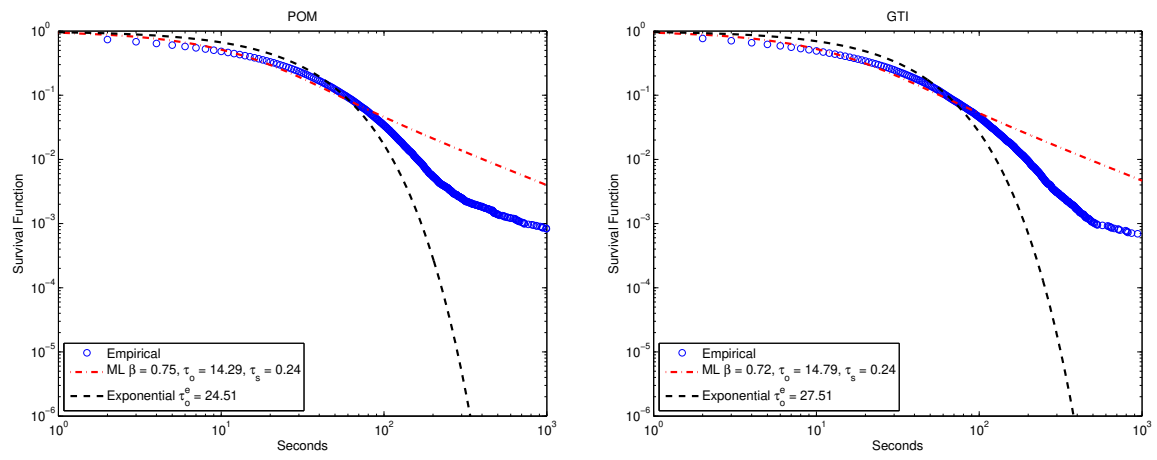 POM
10^0
10^-1
10^-2
10^-3
10^-4
10^-5
10^-6
Survival Function
Empirical
ML β = 0.75, τ_o = 14.29, τ_s = 0.24
Exponential τ_o^e = 24.51
10^0 10^1 10^2 10^3
Seconds
GTI
10^0
10^-1
10^-2
10^-3
10^-4
10^-5
10^-6
Survival Function
Empirical
ML β = 0.72, τ_o = 14.79, τ_s = 0.24
Exponential τ_o^e = 27.51
10^0 10^1 10^2 10^3
Seconds